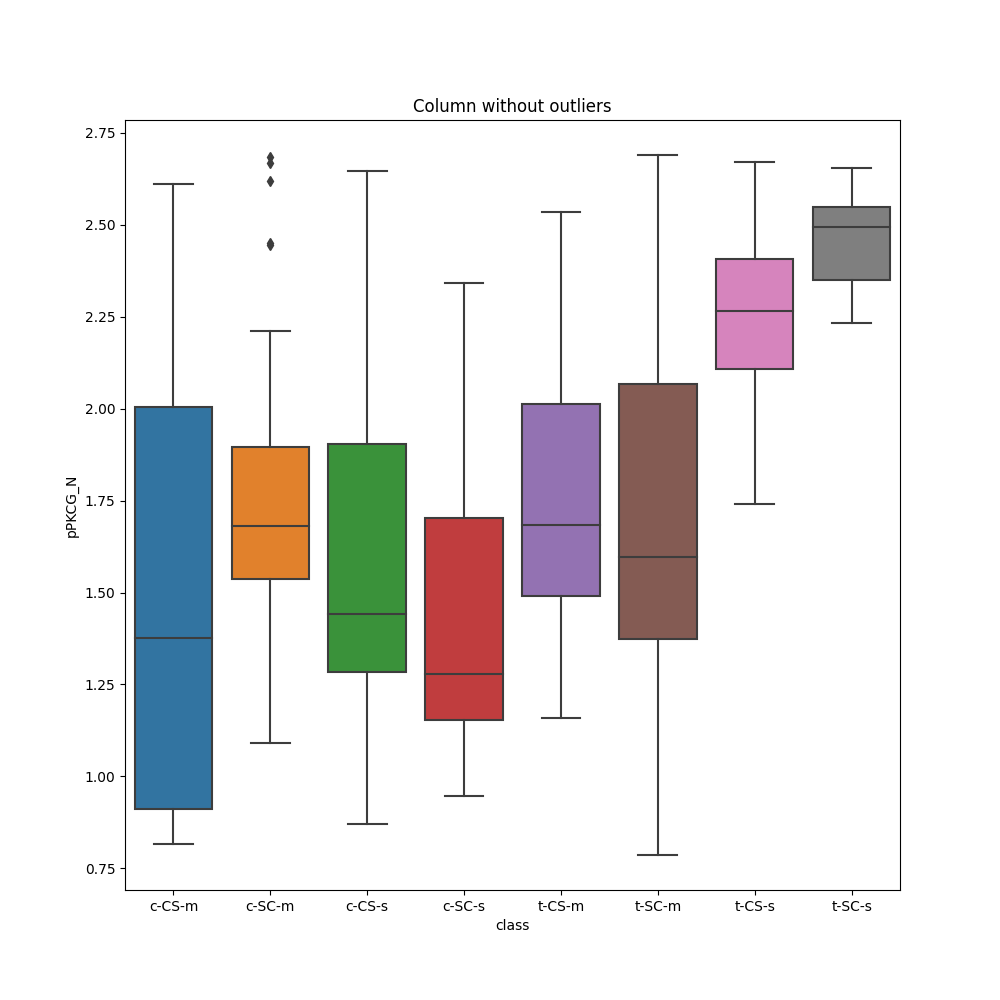 Column without outliers
2.75
2.50
2.25
2.00
1.75
1.50
1.25
1.00
0.75
pPKCG_N
c-CS-m c-SC-m c-CS-s c-SC-s t-CS-m t-SC-m t-CS-s t-SC-s
class